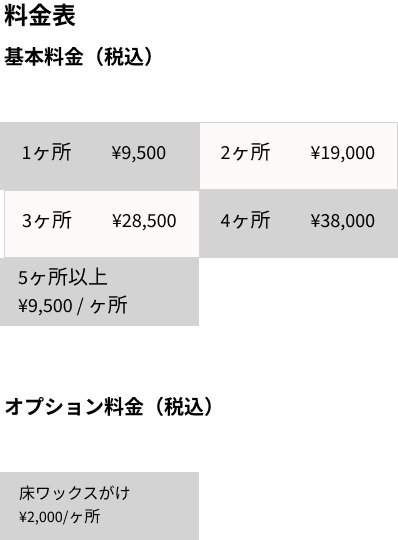 料金表
基本料金（税込）
1ヶ所 ¥9,500 2ヶ所 ¥19,000
3ヶ所 ¥28,500 4ヶ所 ¥38,000
5ヶ所以上
¥9,500 / ヶ所
オプション料金（税込）
床ワックスがけ
¥2,000/ヶ所